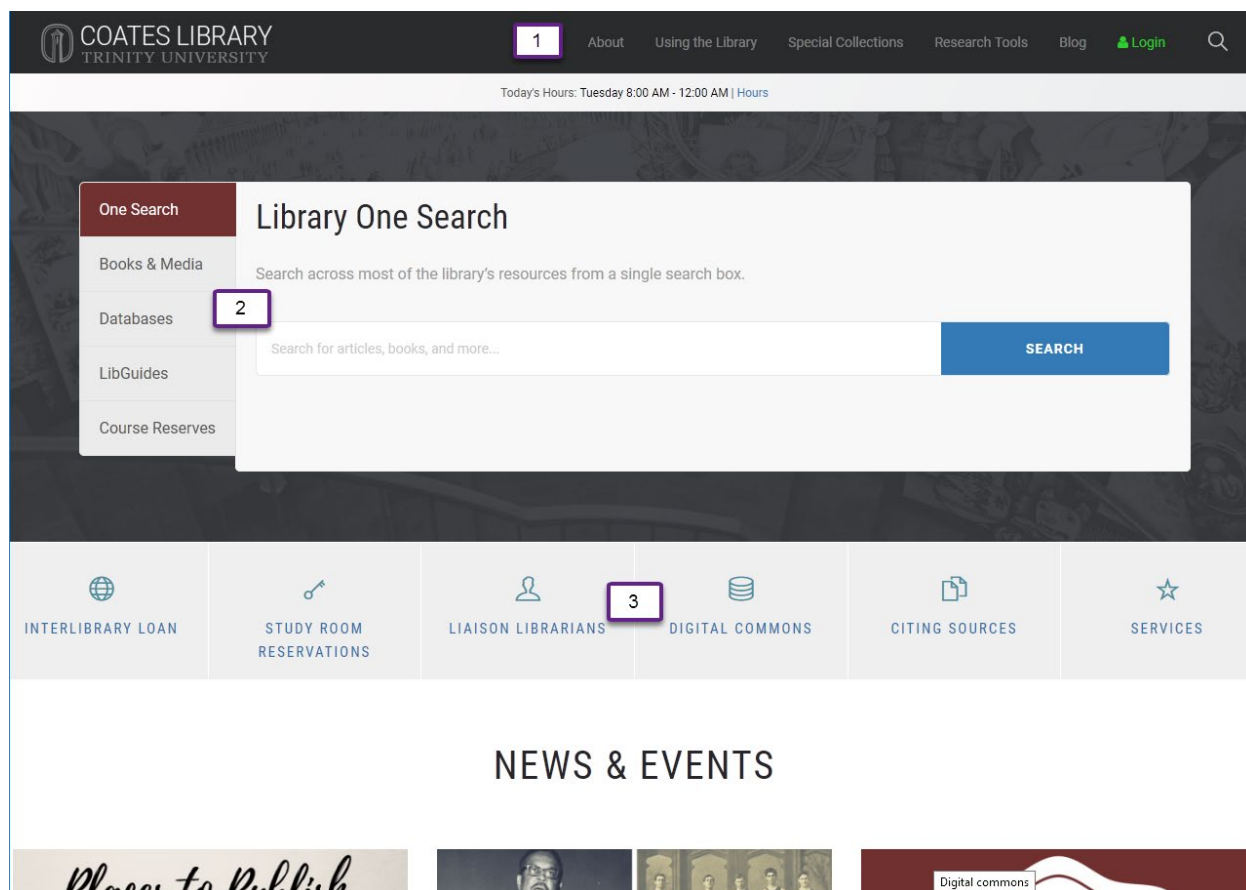 COATES LIBRARY
TRINITY UNIVERSITY
1
About Using the Library Special Collections Research Tools Blog Login
Today's Hours: Tuesday 8:00 AM - 12:00 AM | Hours
One Search
Books & Media
Databases
LibGuides
Course Reserves
2
Library One Search
Search across most of the library's resources from a single search box.
Search for articles, books, and more...
SEARCH
INTERLIBRARY LOAN
STUDY ROOM
RESERVATIONS
LIAISON LIBRARIANS
3
DIGITAL COMMONS
CITING SOURCES
SERVICES
NEWS & EVENTS
Places to Publish
Digital commons